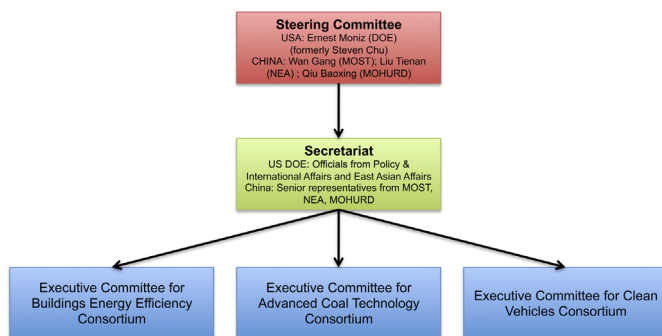 Steering Committee
USA: Ernest Moniz (DOE)
(formerly Steven Chu)
CHINA: Wan Gang (MOST); Liu Tienan
(NEA) ; Qiu Baoxing (MOHURD)
Secretariat
US DOE: Officials from Policy &
International Affairs and East Asian Affairs
China: Senior representatives from MOST,
NEA, MOHURD
Executive Committee for
Buildings Energy Efficiency
Consortium
Executive Committee for
Advanced Coal Technology
Consortium
Executive Committee for Clean
Vehicles Consortium